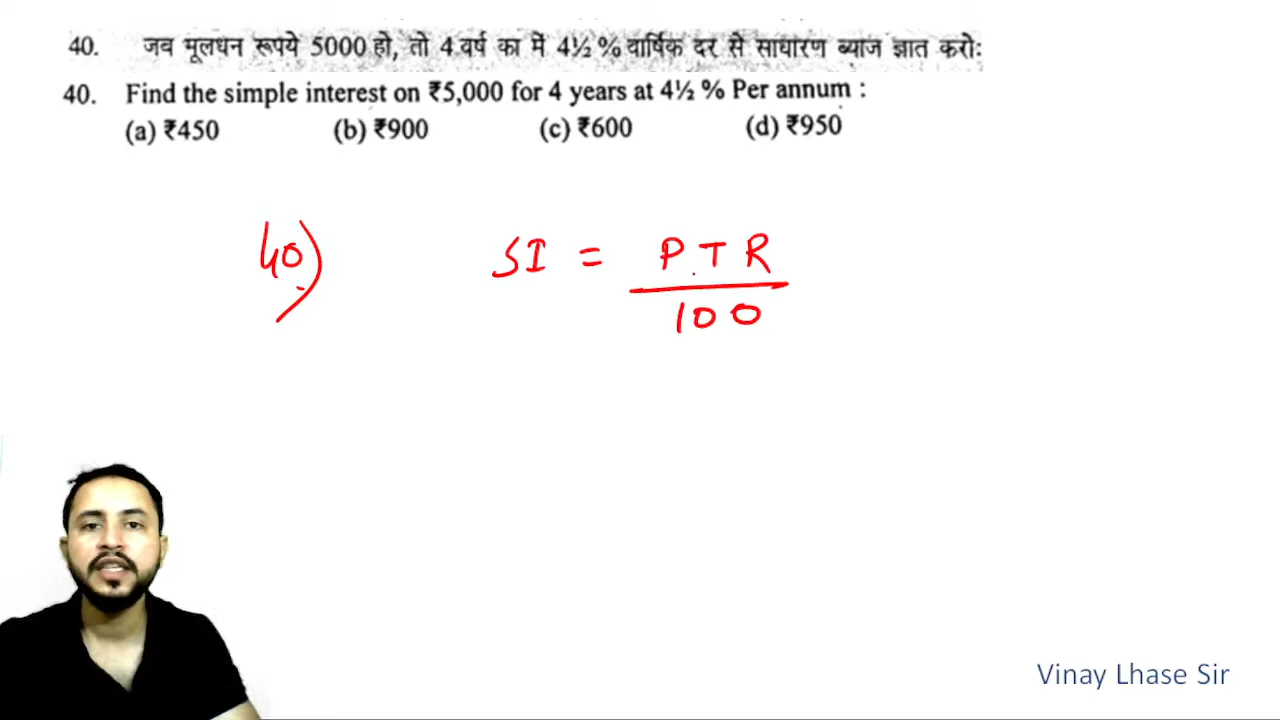 40. जब मूलधन रूपये 5000 हो, तो 4 वर्ष का में 4½ % वार्षिक दर से साधारण ब्याज ज्ञात करो:
40. Find the simple interest on ₹5,000 for 4 years at 4½ % Per annum :
(a) ₹450 (b) ₹900 (c) ₹600 (d) ₹950
40) SI = P T R
100
Vinay Lhase Sir